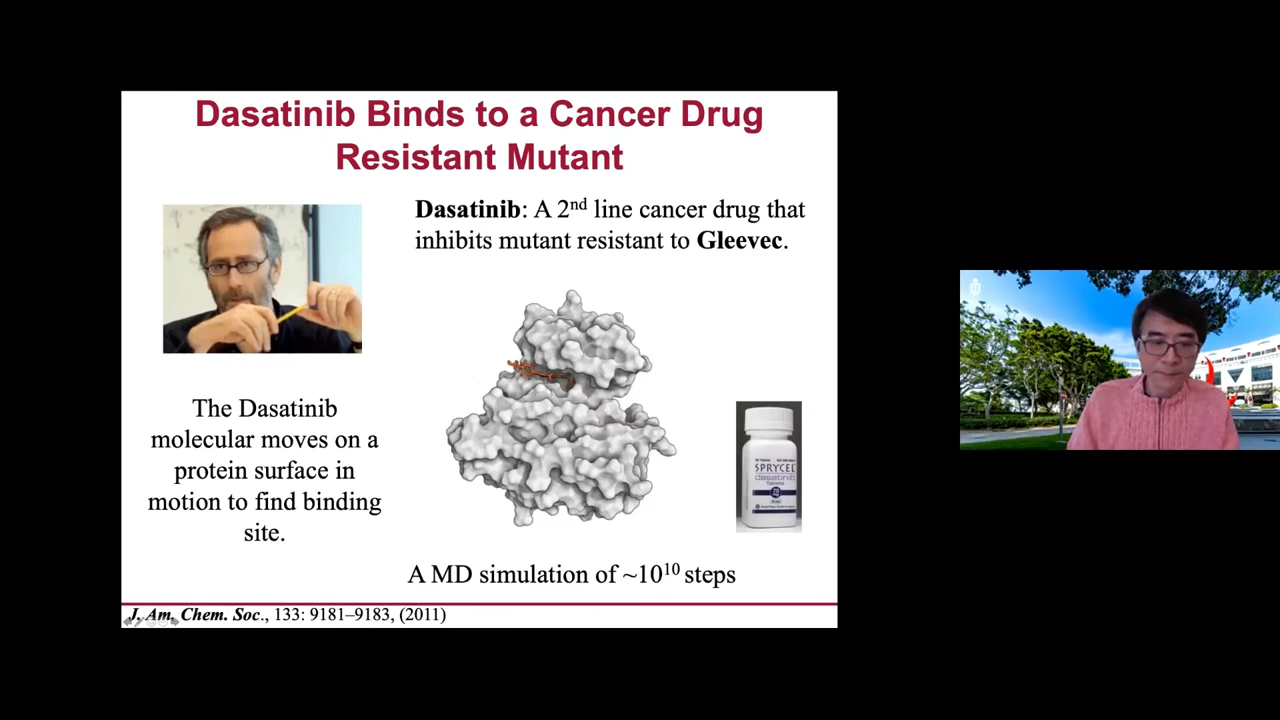 Dasatinib Binds to a Cancer Drug
Resistant Mutant
Dasatinib: A 2nd line cancer drug that
inhibits mutant resistant to Gleevec.
The Dasatinib
molecular moves on a
protein surface in
motion to find binding
site.
SPRYCEL
dasatinib
A MD simulation of ~10^10 steps
J. Am. Chem. Soc., 133: 9181–9183, (2011)